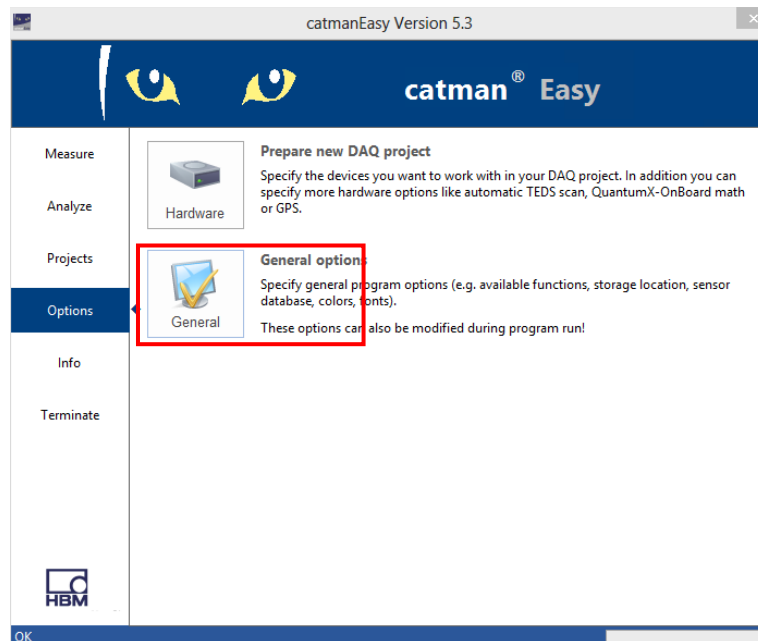 catmanEasy Version 5.3
catman® Easy
Measure
Analyze
Projects
Options
Info
Terminate
Hardware
Prepare new DAQ project
Specify the devices you want to work with in your DAQ project. In addition you can
specify more hardware options like automatic TEDS scan, QuantumX-OnBoard math
or GPS.
General
General options
Specify general program options (e.g. available functions, storage location, sensor
database, colors, fonts).
These options can also be modified during program run!
HBM
OK